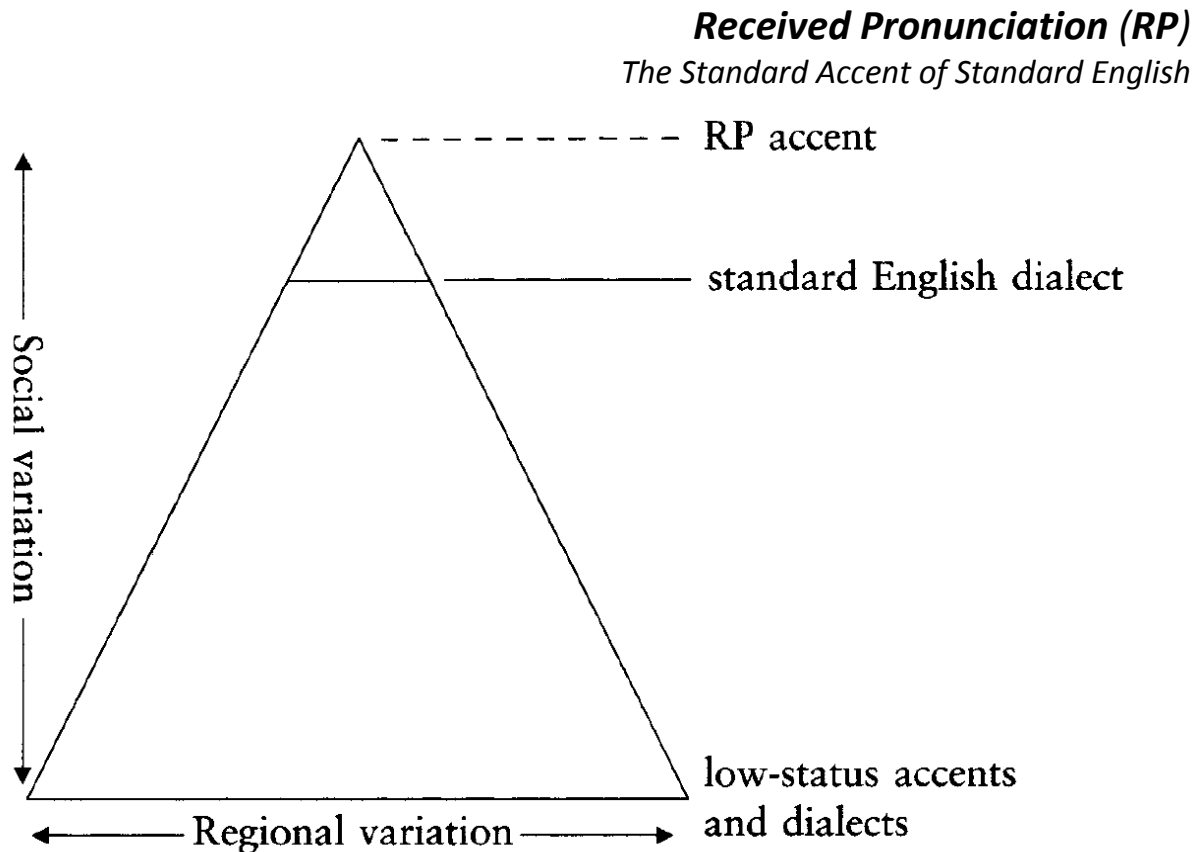 Received Pronunciation (RP)
The Standard Accent of Standard English
RP accent
standard English dialect
Social variation
low-status accents
and dialects
Regional variation